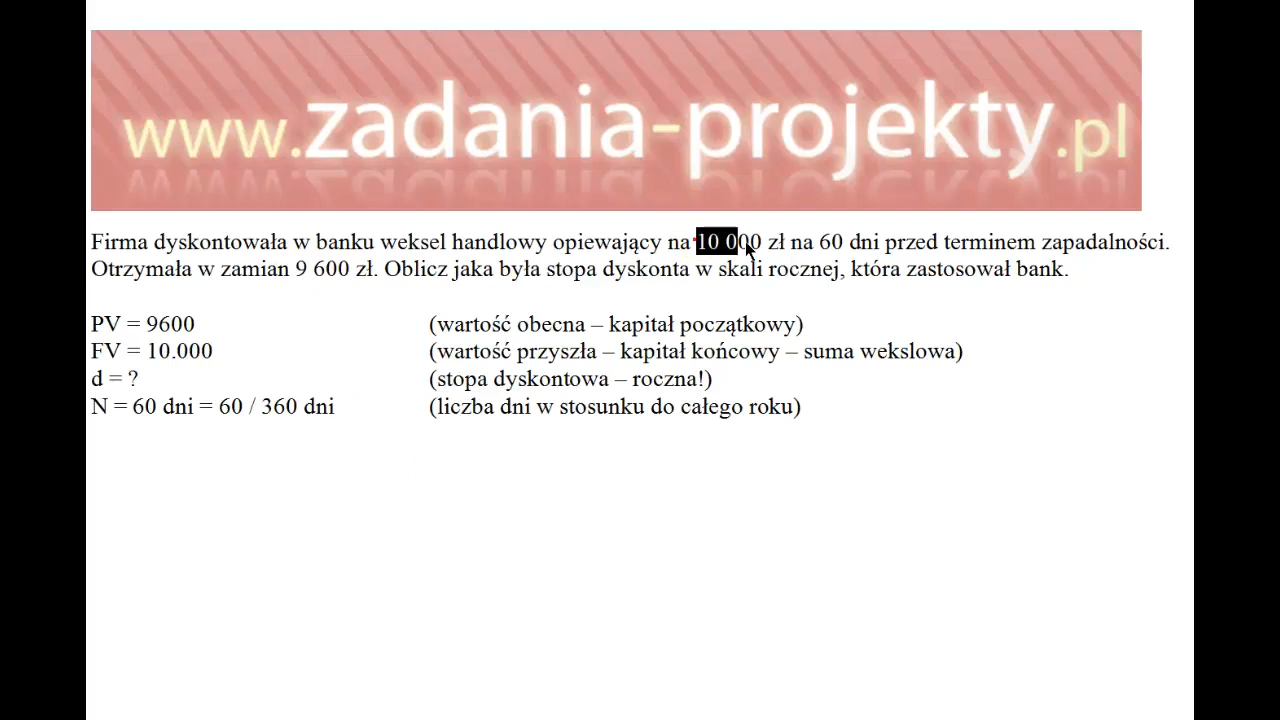 www.zadania-projekty.pl
Firma dyskontowała w banku weksel handlowy opiewający na 10 000 zł na 60 dni przed terminem zapadalności.
Otrzymała w zamian 9 600 zł. Oblicz jaka była stopa dyskonta w skali rocznej, która zastosował bank.
PV = 9600 (wartość obecna – kapitał początkowy)
FV = 10.000 (wartość przyszła – kapitał końcowy – suma wekslowa)
d = ? (stopa dyskontowa – roczna!)
N = 60 dni = 60 / 360 dni (liczba dni w stosunku do całego roku)